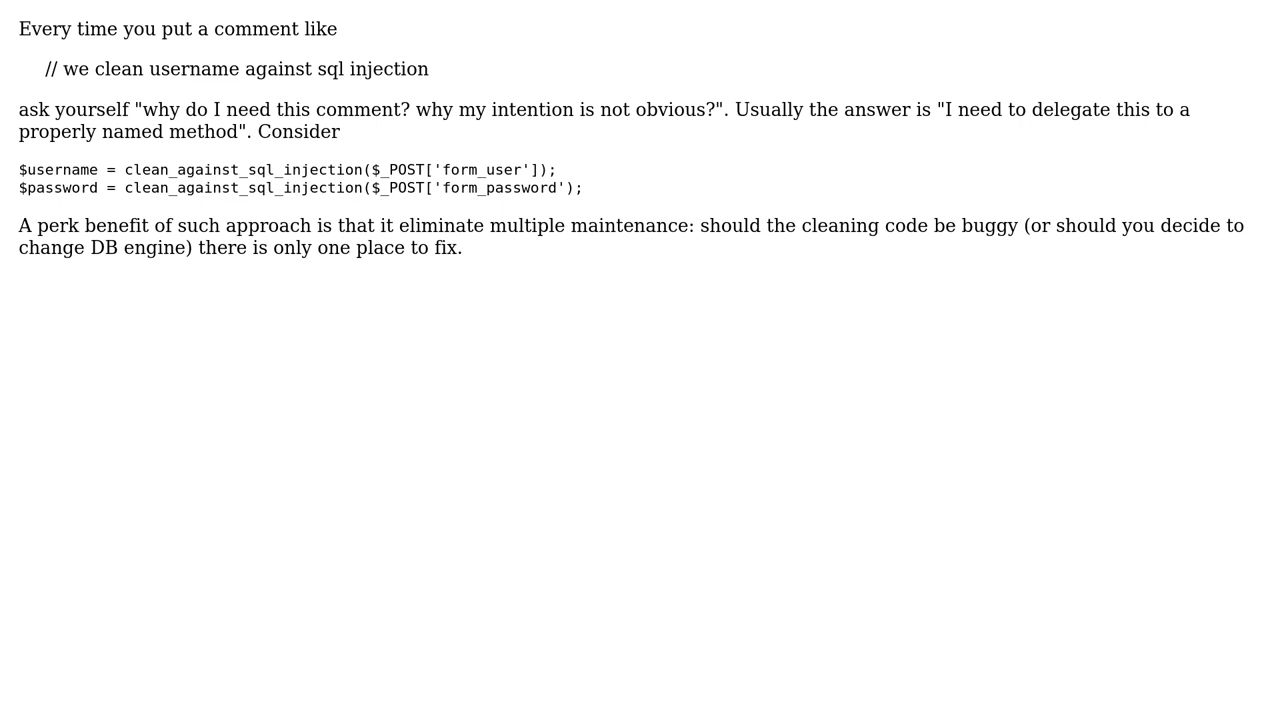 Every time you put a comment like
// we clean username against sql injection
ask yourself "why do I need this comment? why my intention is not obvious?". Usually the answer is "I need to delegate this to a
properly named method". Consider
$username = clean_against_sql_injection($_POST['form_user']);
$password = clean_against_sql_injection($_POST['form_password');
A perk benefit of such approach is that it eliminate multiple maintenance: should the cleaning code be buggy (or should you decide to
change DB engine) there is only one place to fix.